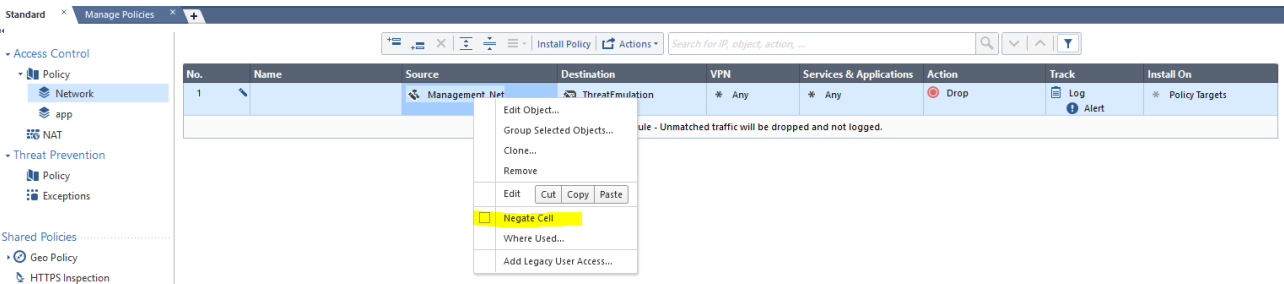 Standard × Manage Policies × +
Install Policy Actions Search for IP, object, action, ...
Access Control
Policy
Network
app
NAT
Threat Prevention
Policy
Exceptions
Shared Policies
Geo Policy
HTTPS Inspection
No. Name Source Destination VPN Services & Applications Action Track Install On
1 Management_Net ThreatEmulation * Any * Any Drop Log * Policy Targets
Alert
ule - Unmatched traffic will be dropped and not logged.
Edit Object...
Group Selected Objects...
Clone...
Remove
Edit Cut Copy Paste
Negate Cell
Where Used...
Add Legacy User Access...